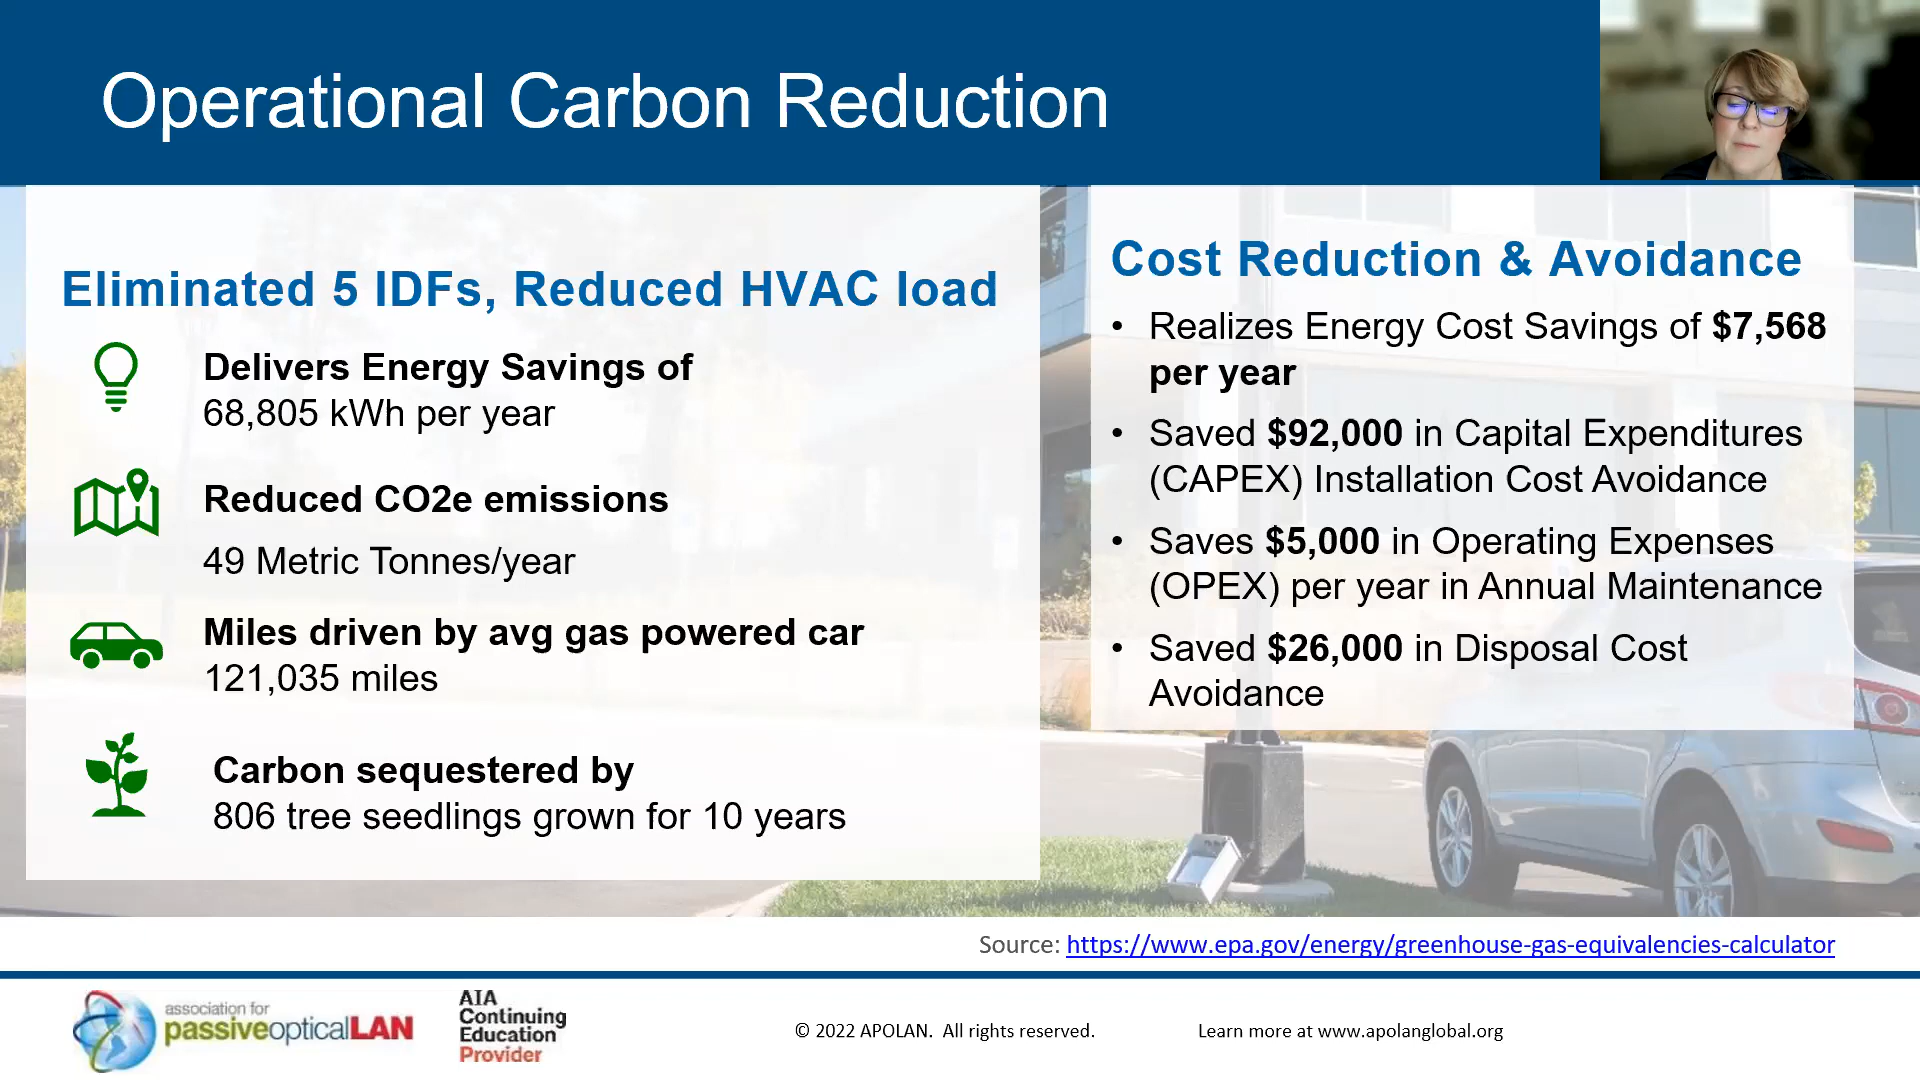 Operational Carbon Reduction
Eliminated 5 IDFs, Reduced HVAC load
Delivers Energy Savings of
68,805 kWh per year
Reduced CO2e emissions
49 Metric Tonnes/year
Miles driven by avg gas powered car
121,035 miles
Carbon sequestered by
806 tree seedlings grown for 10 years
Cost Reduction & Avoidance
• Realizes Energy Cost Savings of $7,568
per year
• Saved $92,000 in Capital Expenditures
(CAPEX) Installation Cost Avoidance
• Saves $5,000 in Operating Expenses
(OPEX) per year in Annual Maintenance
• Saved $26,000 in Disposal Cost
Avoidance
Source: https://www.epa.gov/energy/greenhouse-gas-equivalencies-calculator
association for
passiveopticalLAN
AIA
Continuing
Education
Provider
© 2022 APOLAN. All rights reserved.
Learn more at www.apolanglobal.org